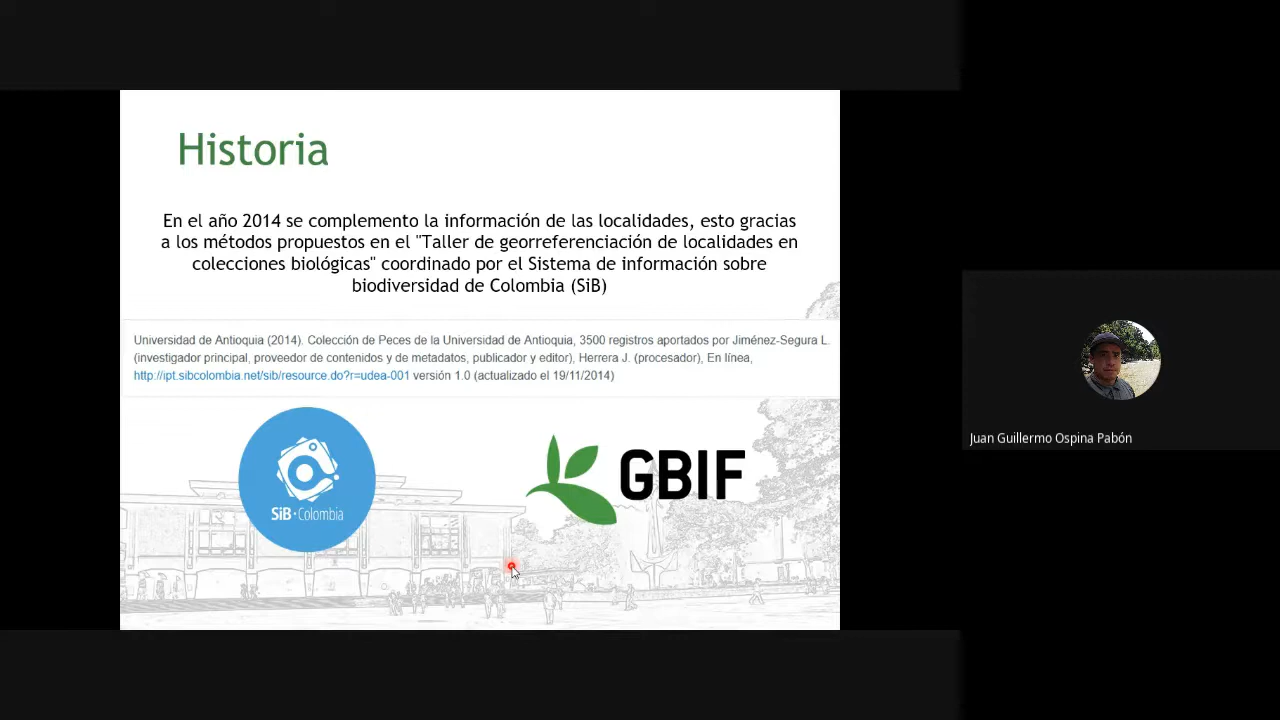 Historia
En el año 2014 se complemento la información de las localidades, esto gracias
a los métodos propuestos en el "Taller de georreferenciación de localidades en
colecciones biológicas" coordinado por el Sistema de información sobre
biodiversidad de Colombia (SiB)
Universidad de Antioquia (2014). Colección de Peces de la Universidad de Antioquia, 3500 registros aportados por Jiménez-Segura L.
(investigador principal, proveedor de contenidos y de metadatos, publicador y editor), Herrera J. (procesador), En línea,
http://ipt.sibcolombia.net/sib/resource.do?r=udea-001 versión 1.0 (actualizado el 19/11/2014)
SiB·Colombia
GBIF
Juan Guillermo Ospina Pabón